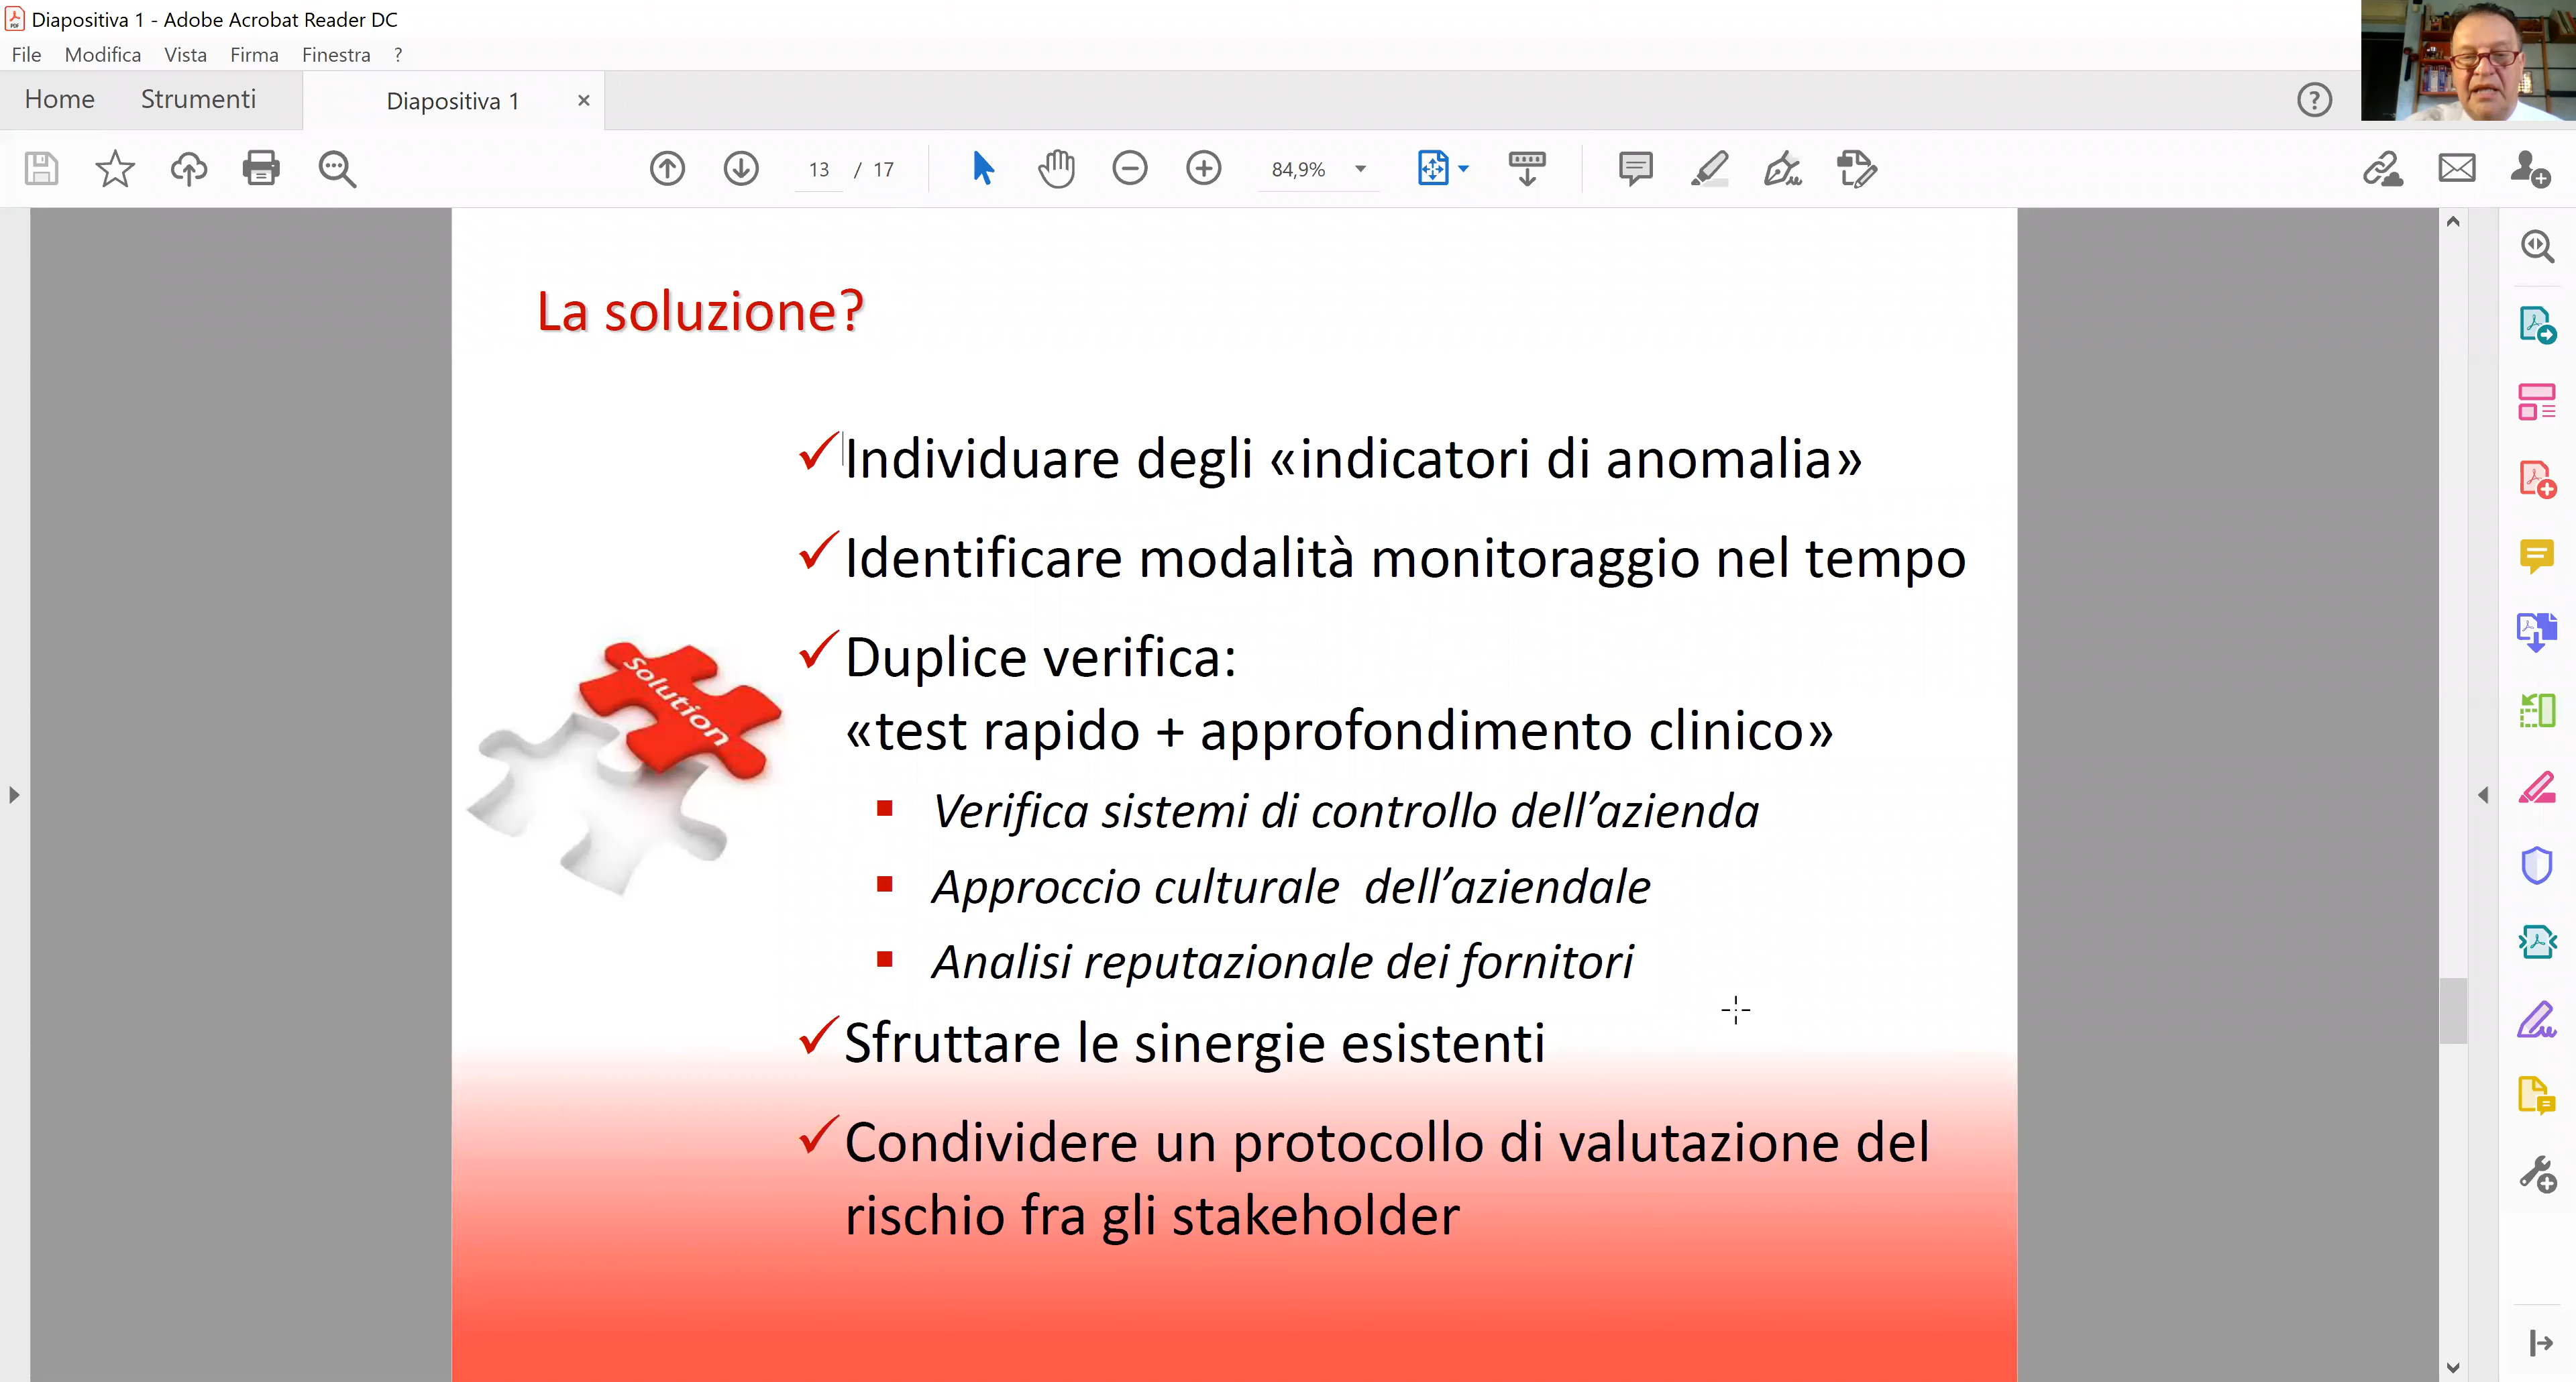 Diapositiva 1 - Adobe Acrobat Reader DC
File Modifica Vista Firma Finestra ?
Home Strumenti Diapositiva 1 ×
13 / 17 84,9%
La soluzione?
Individuare degli «indicatori di anomalia»
Identificare modalità monitoraggio nel tempo
Duplice verifica:
«test rapido + approfondimento clinico»
Verifica sistemi di controllo dell’azienda
Approccio culturale dell’aziendale
Analisi reputazionale dei fornitori
Solution
Sfruttare le sinergie esistenti
Condividere un protocollo di valutazione del
rischio fra gli stakeholder